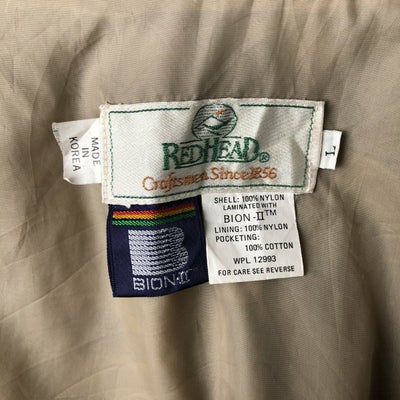 REDHEAD®
Craftsmen Since 1856
MADE
IN
KOREA
L
B
BION-II
SHELL: 100% NYLON
LAMINATED WITH
BION-II™
LINING: 100% NYLON
POCKETING:
100% COTTON
WPL 12993
FOR CARE SEE REVERSE